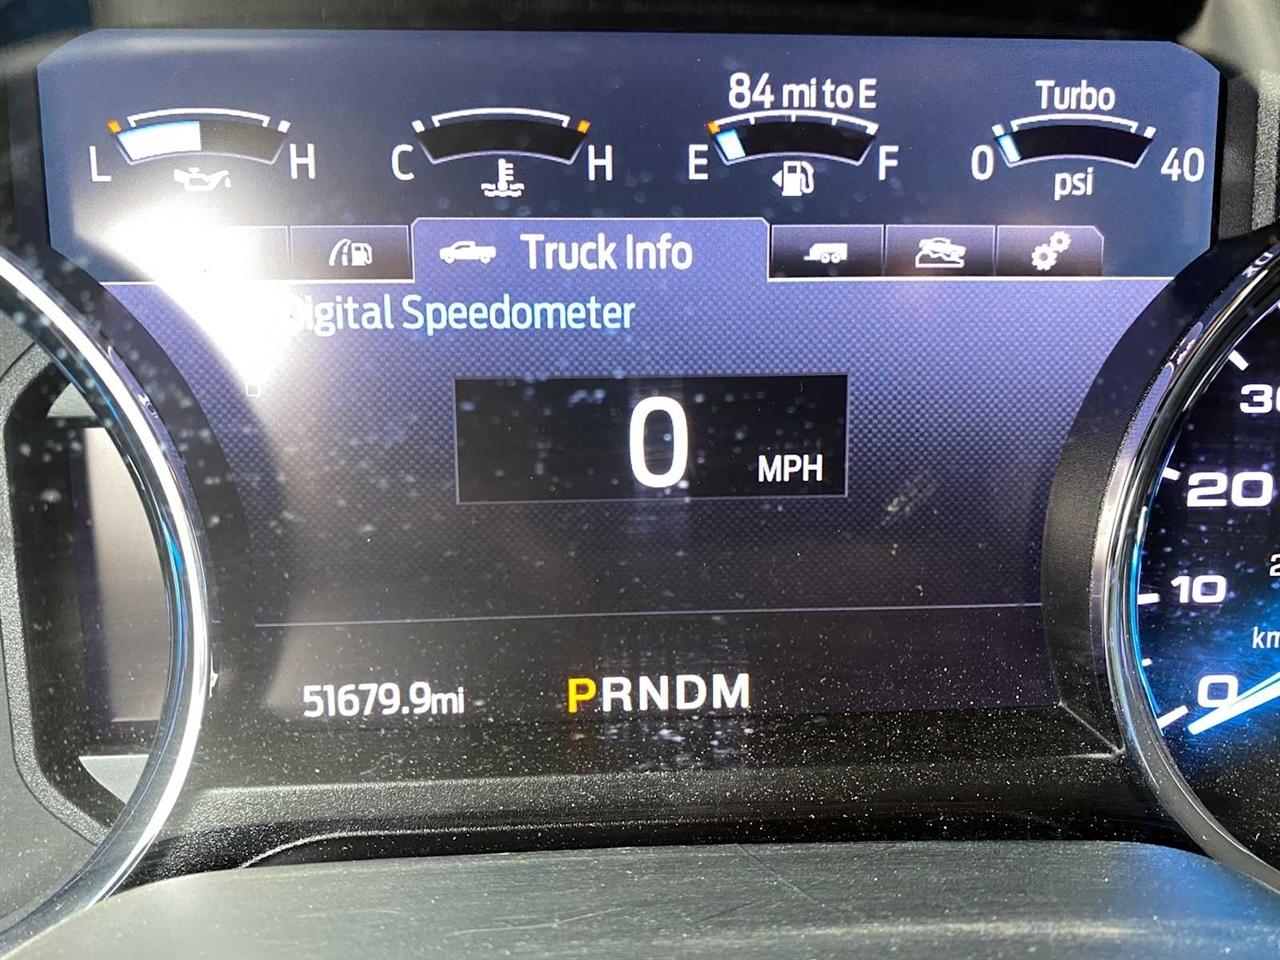 84 mi to E
Turbo
L H
C H
E F
0 40
psi
Truck Info
Digital Speedometer
0 MPH
30
20
10
0
51679.9mi
PRNDM